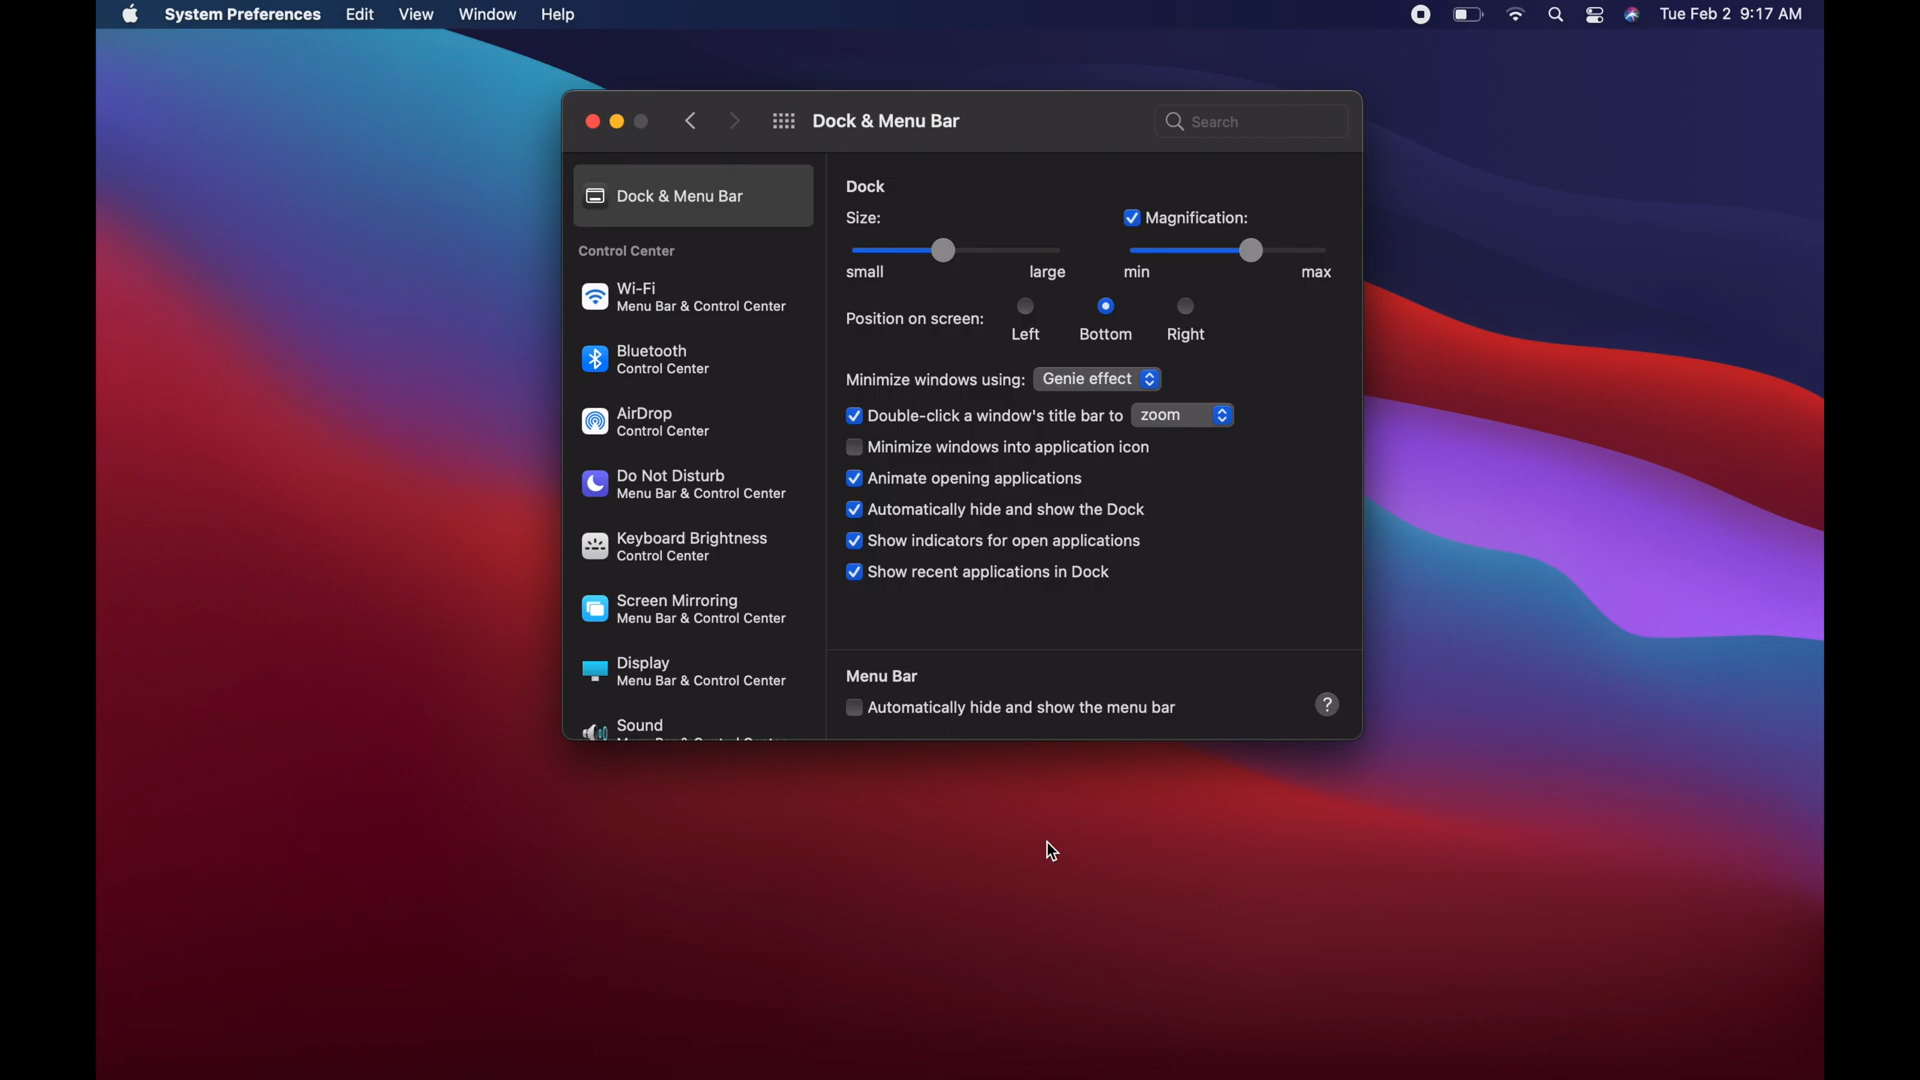 System Preferences Edit View Window Help Tue Feb 2 9:17 AM
Dock & Menu Bar Search
Dock & Menu Bar
Control Center
Wi-Fi
Menu Bar & Control Center
Bluetooth
Control Center
AirDrop
Control Center
Do Not Disturb
Menu Bar & Control Center
Keyboard Brightness
Control Center
Screen Mirroring
Menu Bar & Control Center
Display
Menu Bar & Control Center
Sound
Dock
Size: Magnification:
small large min max
Position on screen: Left Bottom Right
Minimize windows using: Genie effect
Double-click a window's title bar to zoom
Minimize windows into application icon
Animate opening applications
Automatically hide and show the Dock
Show indicators for open applications
Show recent applications in Dock
Menu Bar
Automatically hide and show the menu bar ?